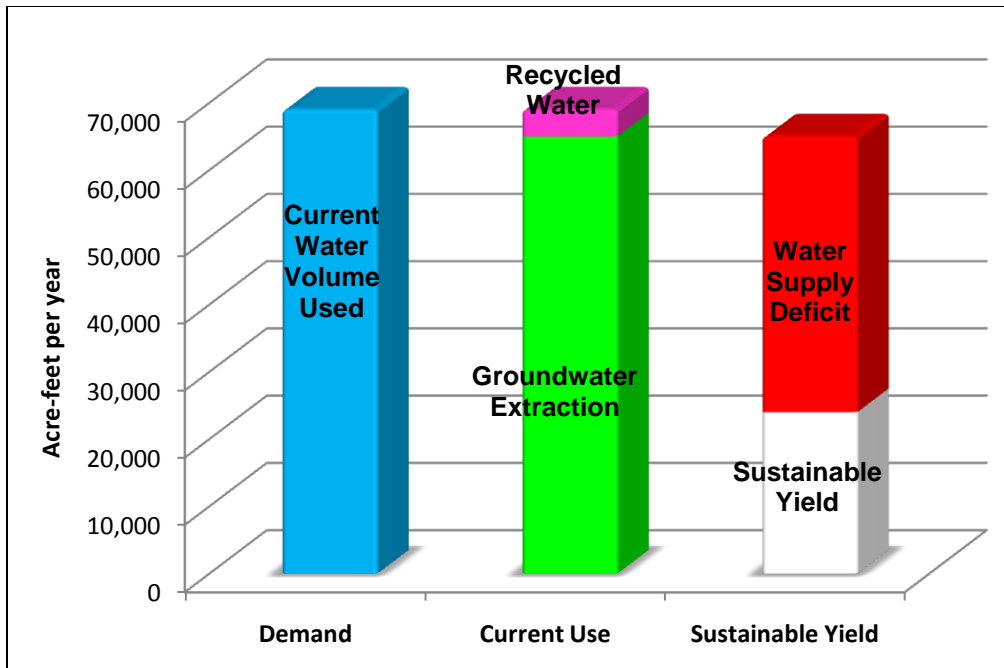 Acre-feet per year
70,000
60,000
50,000
40,000
30,000
20,000
10,000
0
Current
Water
Volume
Used
Recycled
Water
Groundwater
Extraction
Water
Supply
Deficit
Sustainable
Yield
Demand
Current Use
Sustainable Yield